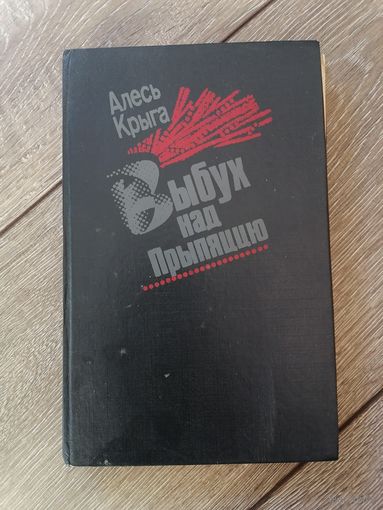 Алесь
Крыга
Выбух
над
Прыпяццю